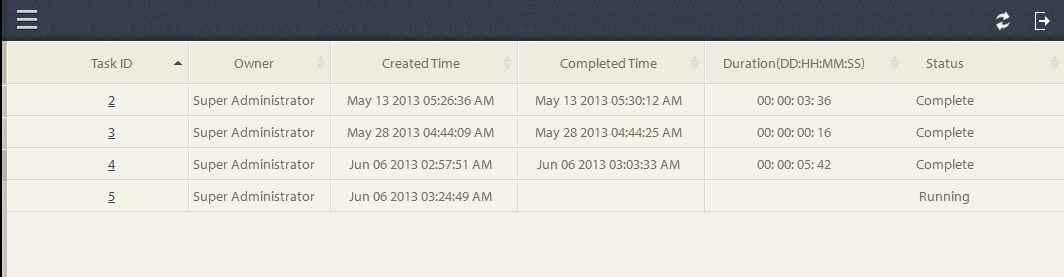 Task ID Owner Created Time Completed Time Duration(DD:HH:MM:SS) Status
2 Super Administrator May 13 2013 05:26:36 AM May 13 2013 05:30:12 AM 00: 00: 03: 36 Complete
3 Super Administrator May 28 2013 04:44:09 AM May 28 2013 04:44:25 AM 00: 00: 00: 16 Complete
4 Super Administrator Jun 06 2013 02:57:51 AM Jun 06 2013 03:03:33 AM 00: 00: 05: 42 Complete
5 Super Administrator Jun 06 2013 03:24:49 AM Running